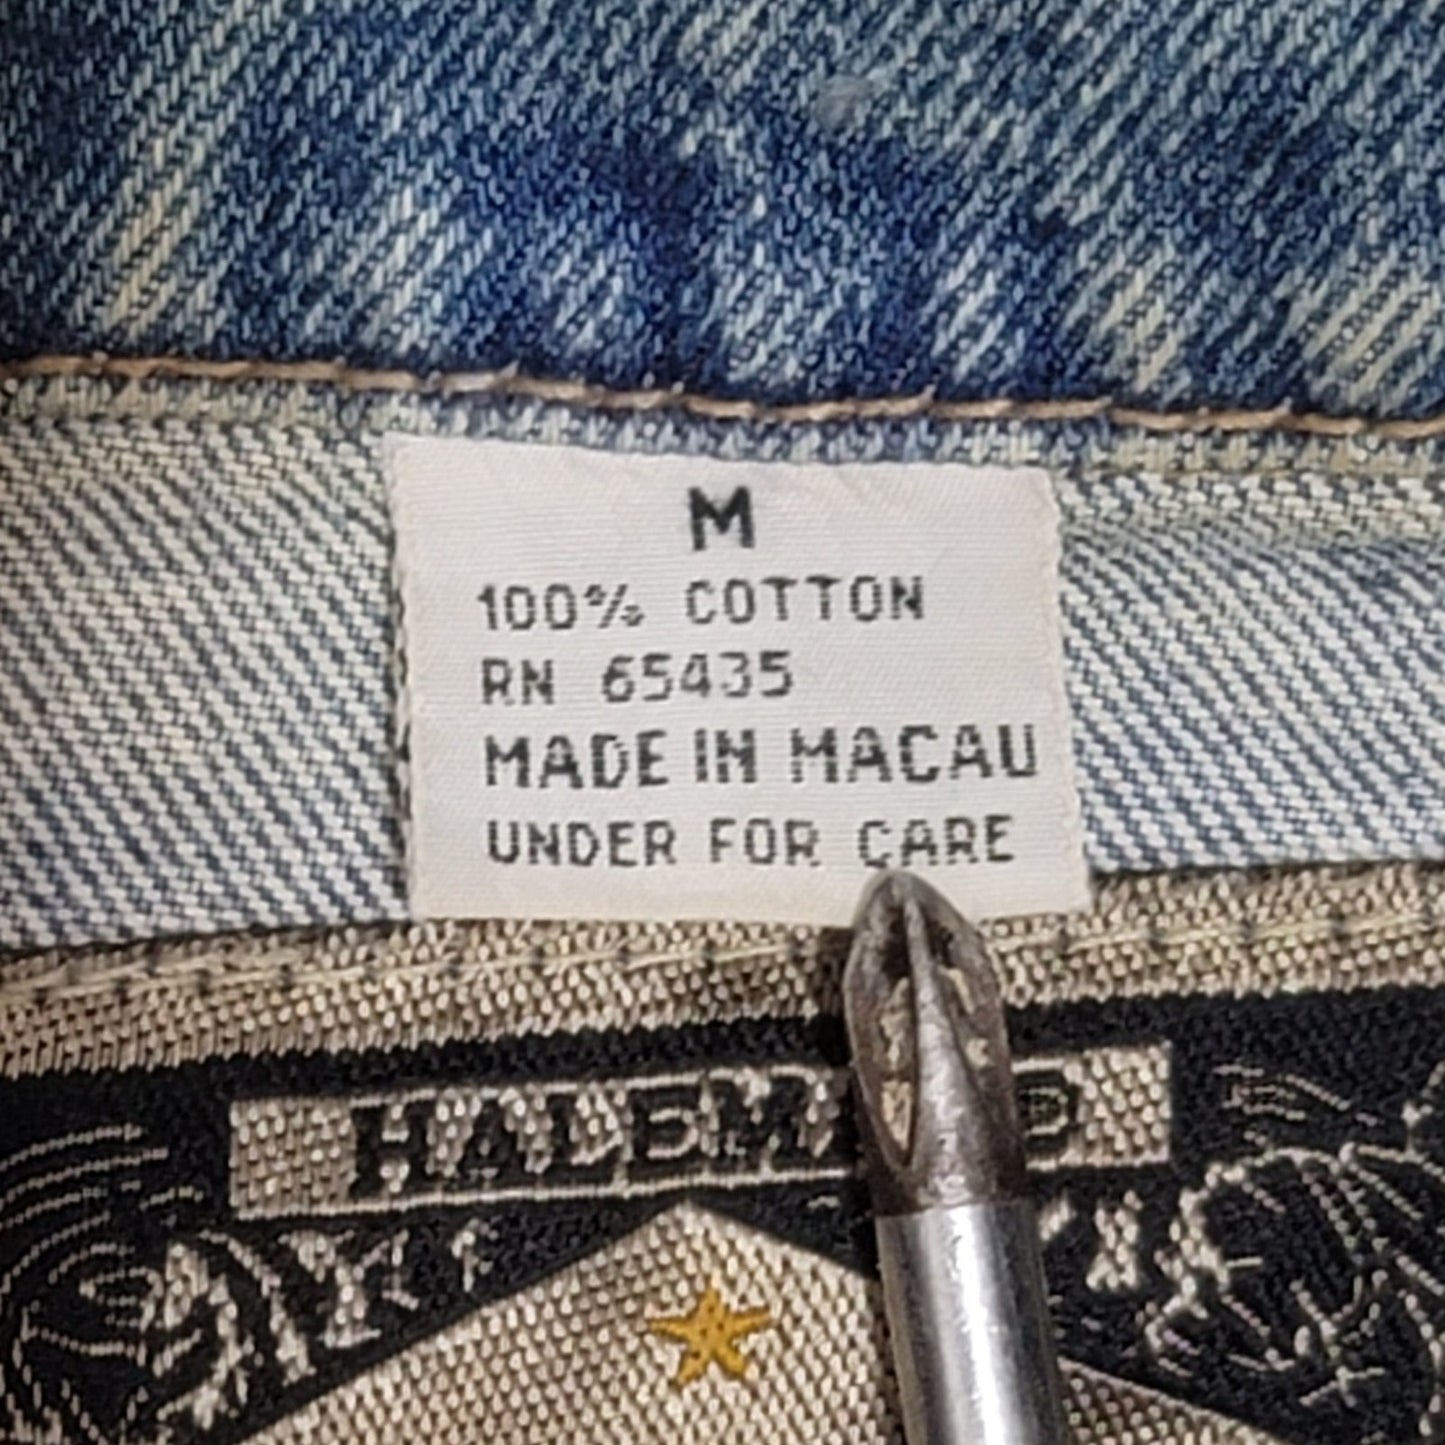 M
100% COTTON
RN 65435
MADE IN MACAU
UNDER FOR CARE